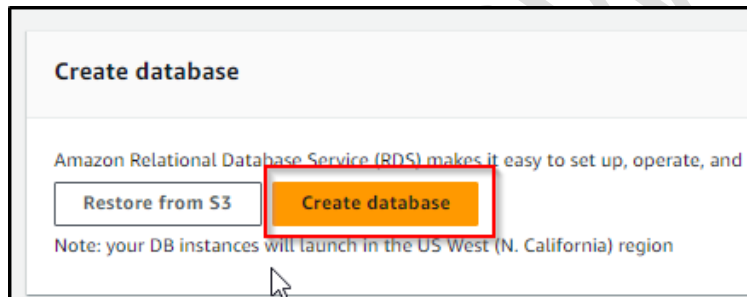 Create database
Amazon Relational Database Service (RDS) makes it easy to set up, operate, and
Restore from S3 Create database
Note: your DB instances will launch in the US West (N. California) region